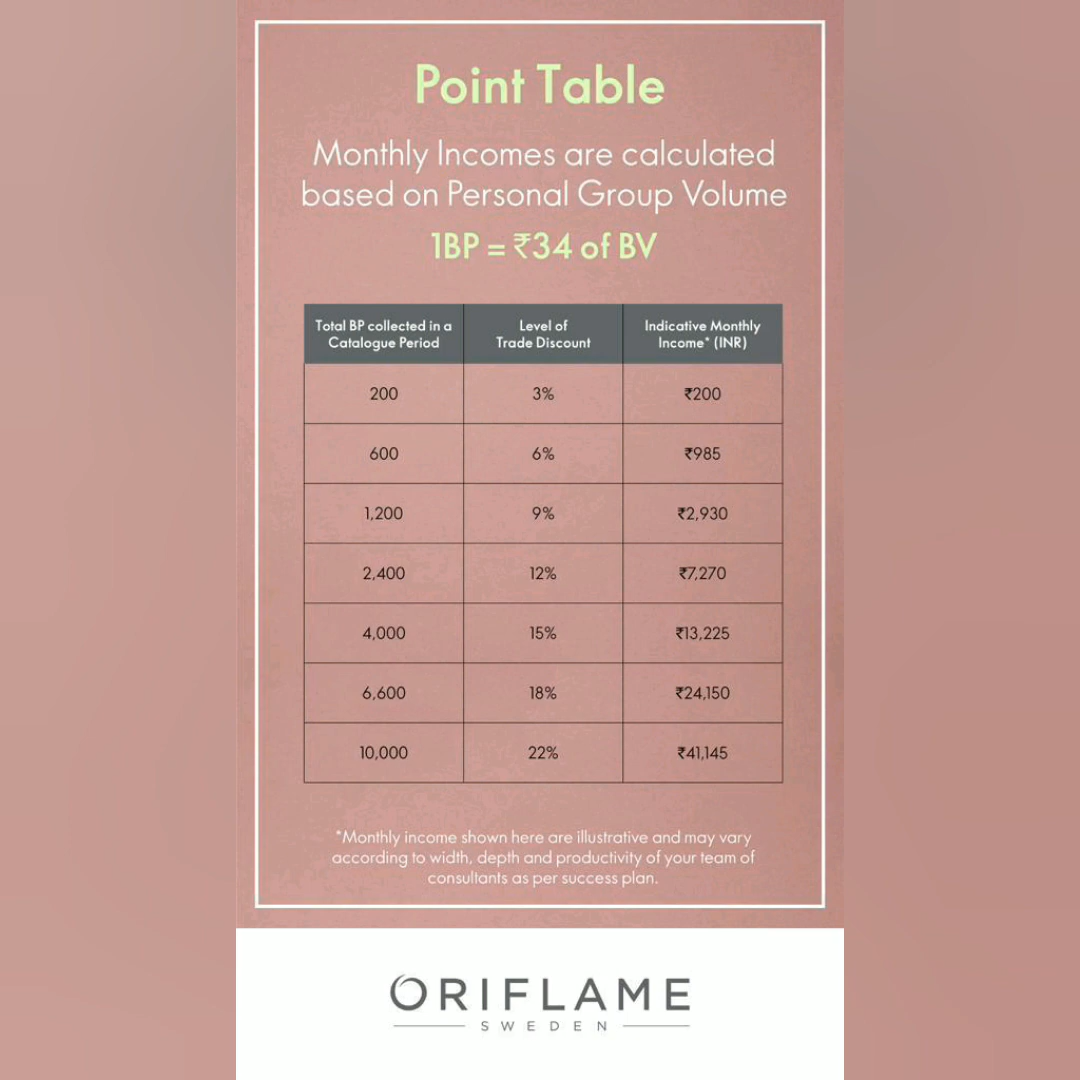 Point Table
Monthly Incomes are calculated
based on Personal Group Volume
1BP = ₹34 of BV
Total BP collected in a Catalogue Period Level of Trade Discount Indicative Monthly Income* (INR)
200 3% ₹200
600 6% ₹985
1,200 9% ₹2,930
2,400 12% ₹7,270
4,000 15% ₹13,225
6,600 18% ₹24,150
10,000 22% ₹41,145
*Monthly income shown here are illustrative and may vary
according to width, depth and productivity of your team of
consultants as per success plan.
ORIFLAME
SWEDEN